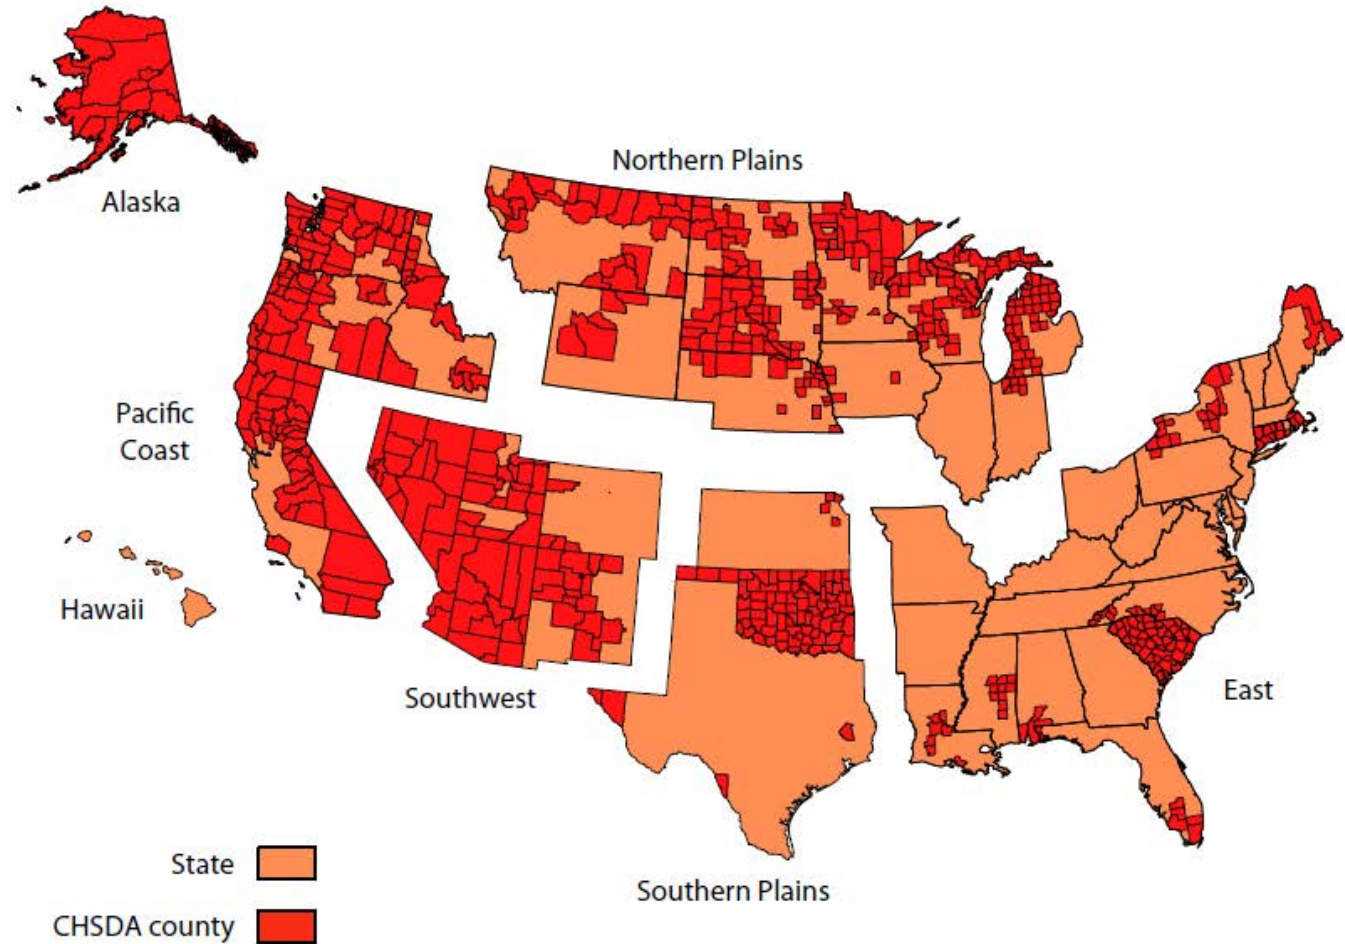 Northern Plains
Alaska
Pacific
Coast
Hawaii
Southwest
East
Southern Plains
State
CHSDA county